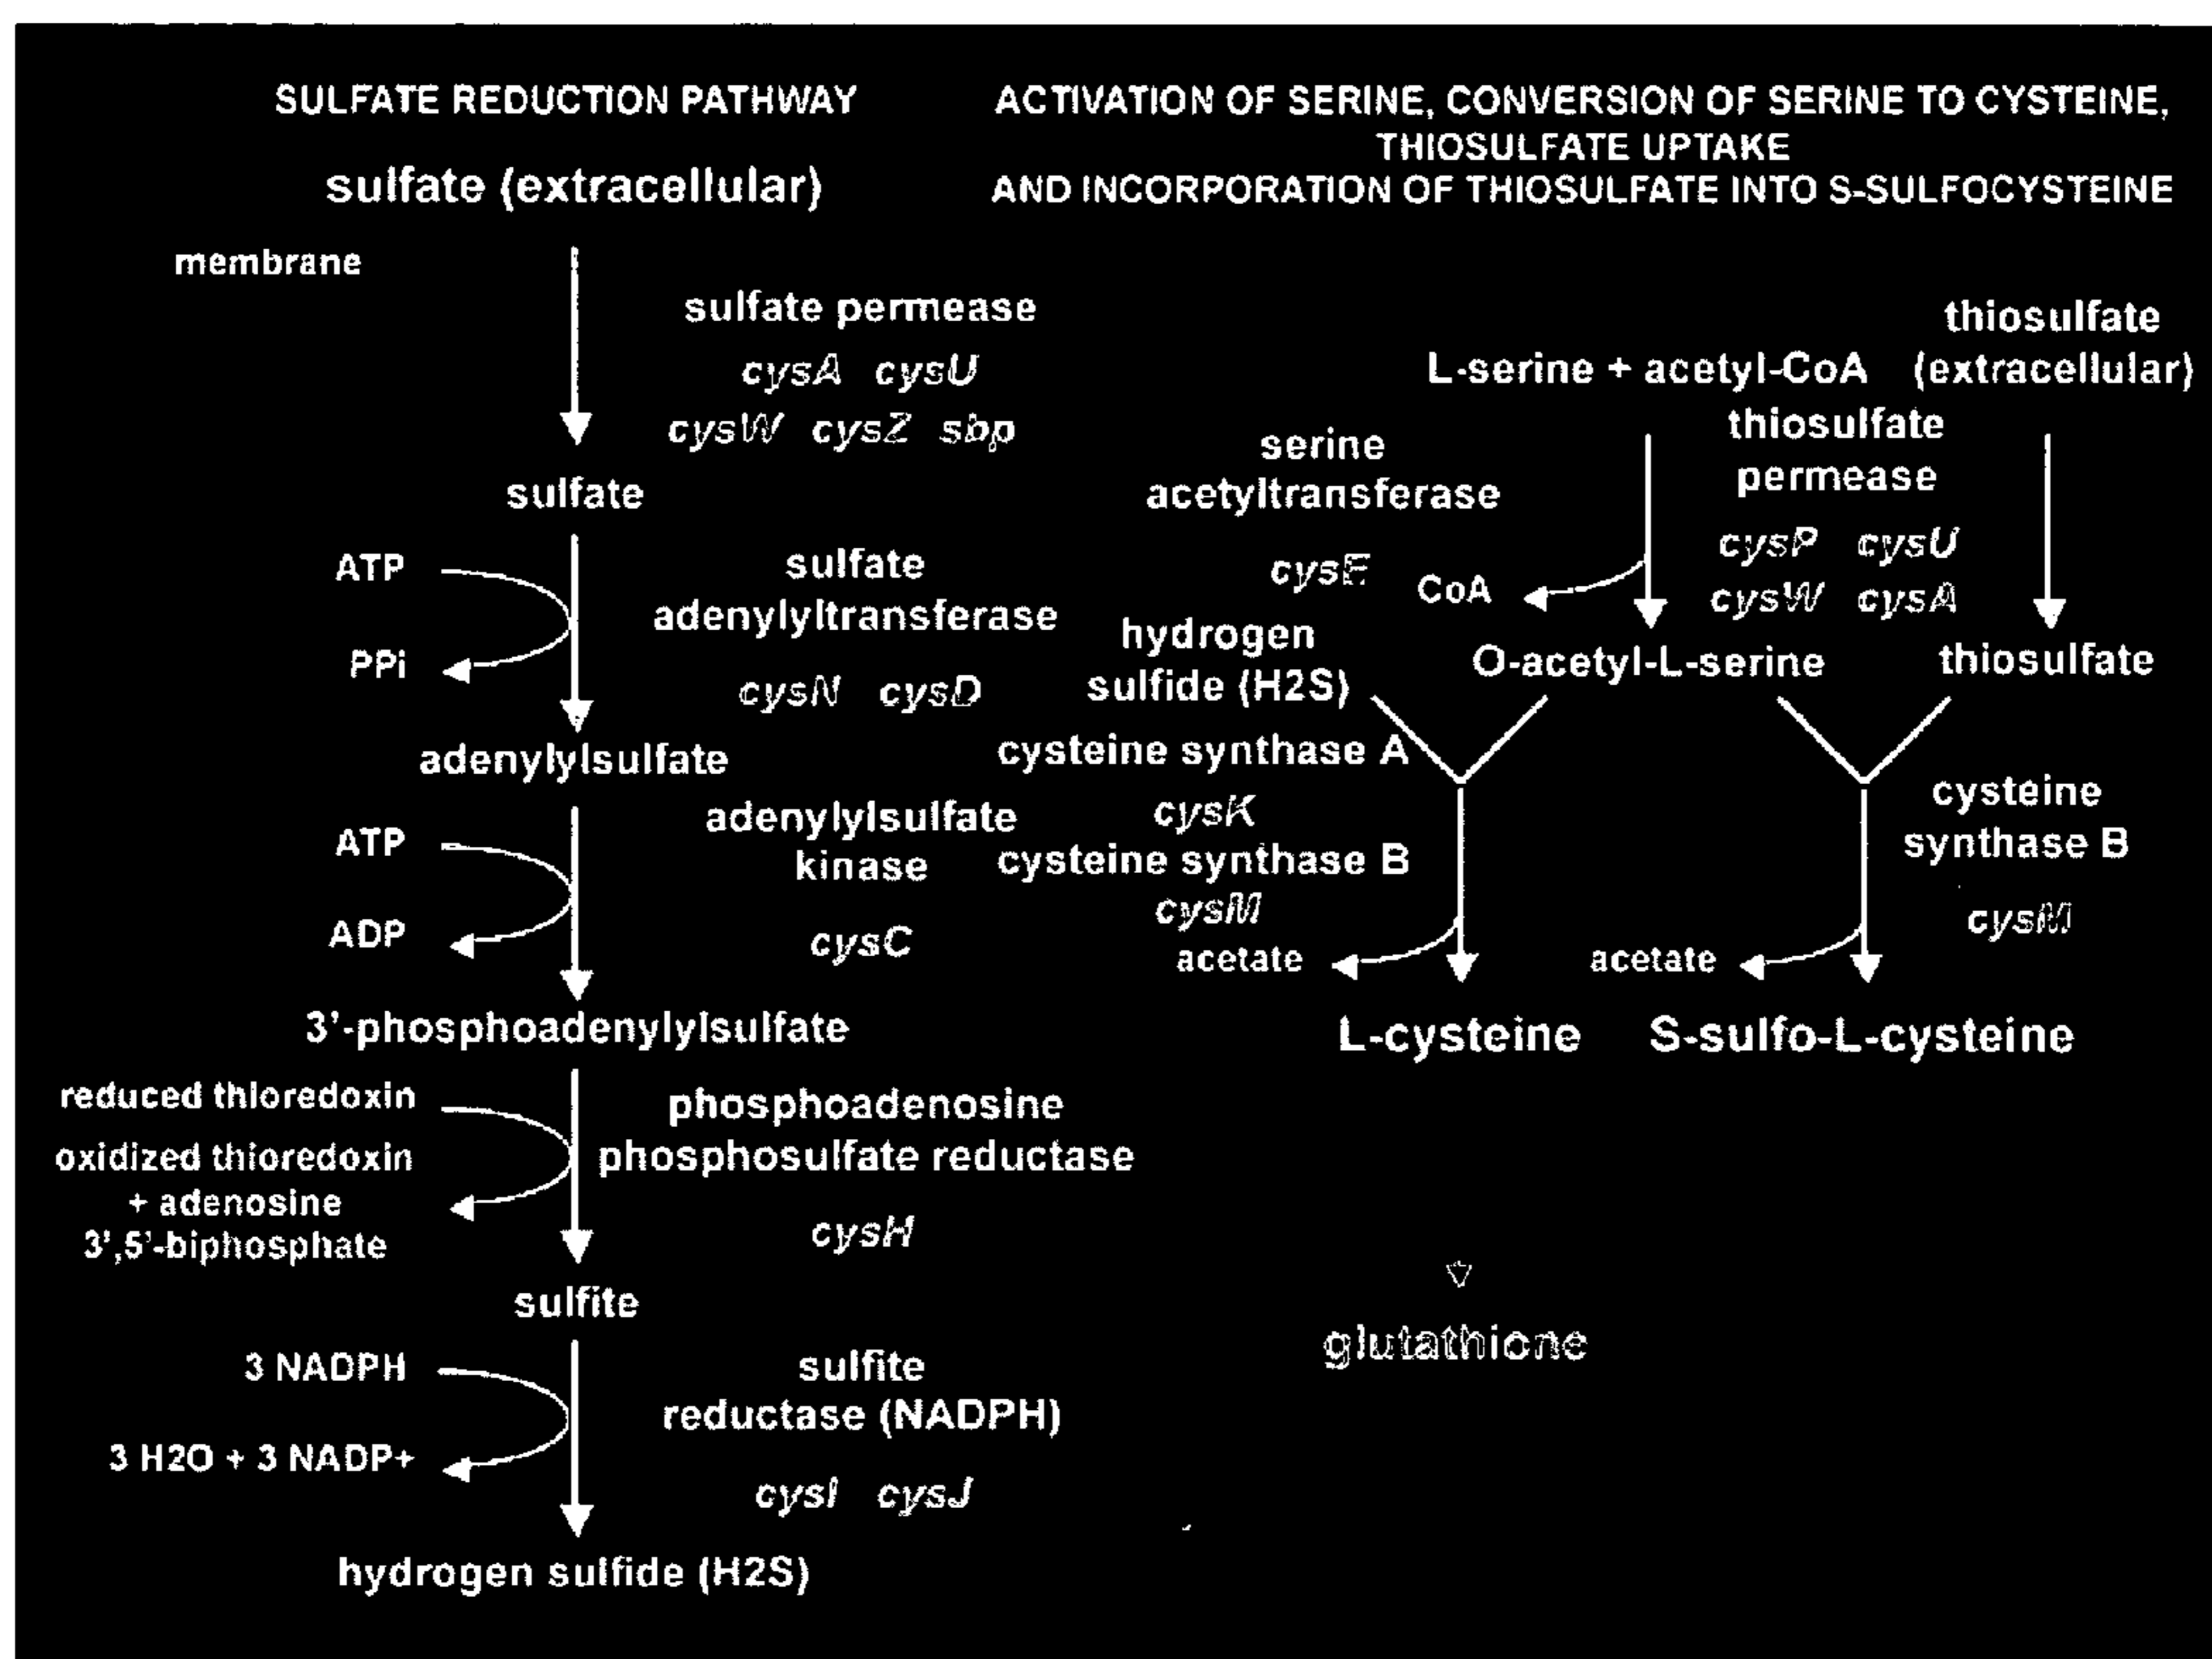 SULFATE REDUCTION PATHWAY
sulfate (extracellular)
membrane
sulfate permease
cysA cysU
cysW cysZ sbp
sulfate
ATP
PPi
sulfate
adenylyltransferase
cysN cysD
adenylylsulfate
ATP
ADP
adenylylsulfate
kinase
cysC
3'-phosphoadenylylsulfate
reduced thioredoxin
oxidized thioredoxin
+ adenosine
3',5'-biphosphate
phosphoadenosine
phosphosulfate reductase
cysH
sulfite
3 NADPH
3 H2O + 3 NADP+
sulfite
reductase (NADPH)
cysI cysJ
hydrogen sulfide (H2S)
ACTIVATION OF SERINE, CONVERSION OF SERINE TO CYSTEINE,
THIOSULFATE UPTAKE
AND INCORPORATION OF THIOSULFATE INTO S-SULFOCYSTEINE
L-serine + acetyl-CoA
thiosulfate
(extracellular)
serine
acetyltransferase
cysE
CoA
thiosulfate
permease
cysP cysU
cysW cysA
hydrogen
sulfide (H2S)
O-acetyl-L-serine
thiosulfate
cysteine synthase A
cysK
cysteine synthase B
cysM
acetate
cysteine
synthase B
cysM
acetate
L-cysteine
S-sulfo-L-cysteine
glutathione